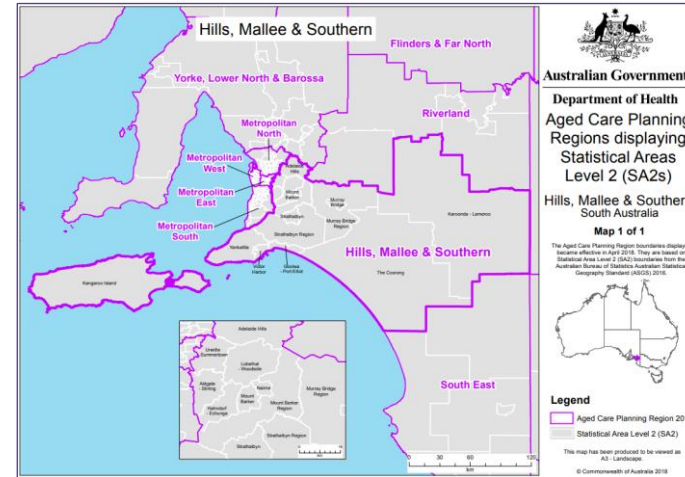 Hills, Mallee & Southern
Flinders & Far North
Yorke, Lower North & Barossa
Riverland
Metropolitan
North
Metropolitan
West
Adelaide
Hills
Metropolitan
East
Mount
Barker
Murray
Bridge
Karoonda - Lameroo
Metropolitan
South
Strathalbyn
Murray Bridge
Region
Strathalbyn Region
Yankalilla
Hills, Mallee & Southern
Victor
Harbor
Goolwa
- Port Elliot
The Coorong
Kangaroo Island
South East
Adelaide Hills
Uraidla -
Summertown
Lobethal
- Woodside
Aldgate
- Stirling
Nairne
Mount
Barker
Murray Bridge
Region
Hahndorf
- Echunga
Mount Barker
Region
Strathalbyn Region
Strathalbyn
0
30
60
120
km
Australian Government
Department of Health
Aged Care Planning
Regions displaying
Statistical Areas
Level 2 (SA2s)
Hills, Mallee & Souther
South Australia
Map 1 of 1
The Aged Care Planning Region boundaries display
became effective in April 2018. They are based on
Statistical Area Level 2 (SA2) boundaries from the
Australian Bureau of Statistics Australian Statistica
Geography Standard (ASGS) 2016.
Legend
Aged Care Planning Region 20
Statistical Area Level 2 (SA2)
This map has been produced to be viewed as
A3 - Landscape.
© Commonwealth of Australia 2018